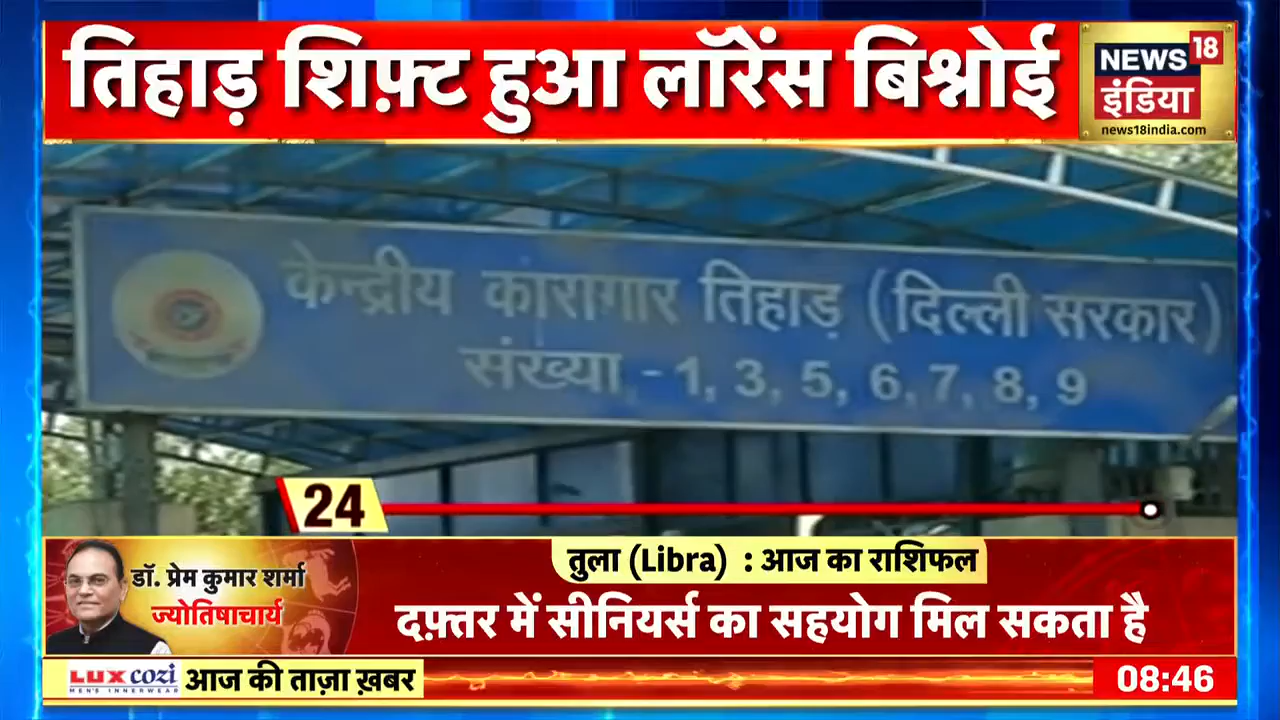 तिहाड़ शिफ़्ट हुआ लॉरेंस बिश्नोई
NEWS 18
इंडिया
news18india.com
केन्द्रीय कारागार तिहाड़ (दिल्ली सरकार)
संख्या - 1, 3, 5, 6, 7, 8, 9
24
डॉ. प्रेम कुमार शर्मा
ज्योतिषाचार्य
तुला (Libra) : आज का राशिफल
दफ़्तर में सीनियर्स का सहयोग मिल सकता है
LUX cozi
MEN'S INNERWEAR
आज की ताज़ा ख़बर
08:46